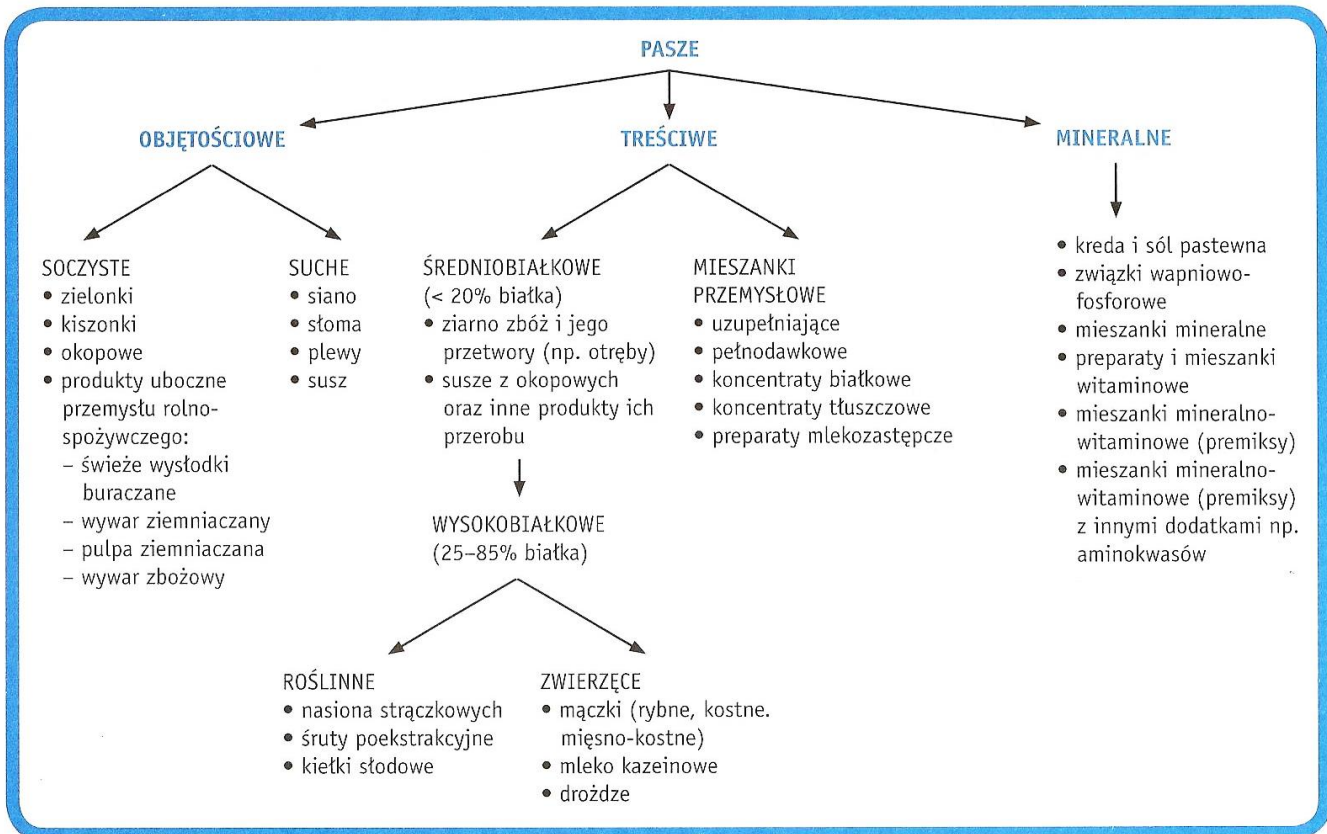 PASZE
OBJĘTOŚCIOWE
TREŚCIWE
MINERALNE
SOCZYSTE
• zielonki
• kiszonki
• okopowe
• produkty uboczne
przemysłu rolno-
spożywczego:
– świeże wysłodki
buraczane
– wywar ziemniaczany
– pulpa ziemniaczana
– wywar zbożowy
SUCHE
• siano
• słoma
• plewy
• susz
ŚREDNIOBIAŁKOWE
(< 20% białka)
• ziarno zbóż i jego
przetwory (np. otręby)
• susze z okopowych
oraz inne produkty ich
przerobu
WYSOKOBIAŁKOWE
(25–85% białka)
ROŚLINNE
• nasiona strączkowych
• śruty poekstrakcyjne
• kiełki słodowe
ZWIERZĘCE
• mączki (rybne, kostne.
mięsno-kostne)
• mleko kazeinowe
• drożdze
MIESZANKI
PRZEMYSŁOWE
• uzupełniające
• pełnodawkowe
• koncentraty białkowe
• koncentraty tłuszczowe
• preparaty mlekozastępcze
• kreda i sól pastewna
• związki wapniowo-
fosforowe
• mieszanki mineralne
• preparaty i mieszanki
witaminowe
• mieszanki mineralno-
witaminowe (premiksy)
• mieszanki mineralno-
witaminowe (premiksy)
z innymi dodatkami np.
aminokwasów